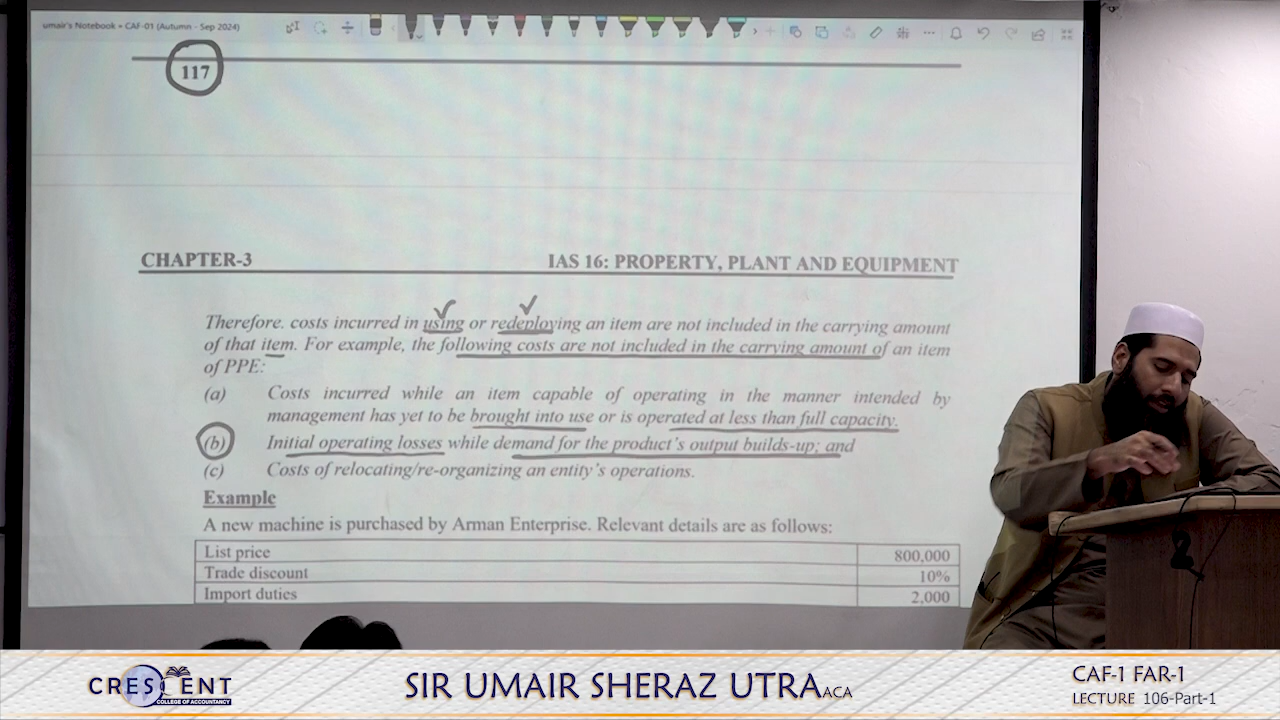 umair's Notebook » CAF-01 (Autumn - Sep 2024)
117
CHAPTER-3 IAS 16: PROPERTY, PLANT AND EQUIPMENT
Therefore. costs incurred in using or redeploying an item are not included in the carrying amount
of that item. For example, the following costs are not included in the carrying amount of an item
of PPE:
(a) Costs incurred while an item capable of operating in the manner intended by
management has yet to be brought into use or is operated at less than full capacity.
(b) Initial operating losses while demand for the product's output builds-up; and
(c) Costs of relocating/re-organizing an entity's operations.
Example
A new machine is purchased by Arman Enterprise. Relevant details are as follows:
List price 800,000
Trade discount 10%
Import duties 2,000
2
CRESCENT
COLLEGE OF ACCOUNTANCY
SIR UMAIR SHERAZ UTRA ACA
CAF-1 FAR-1
LECTURE 106-Part-1